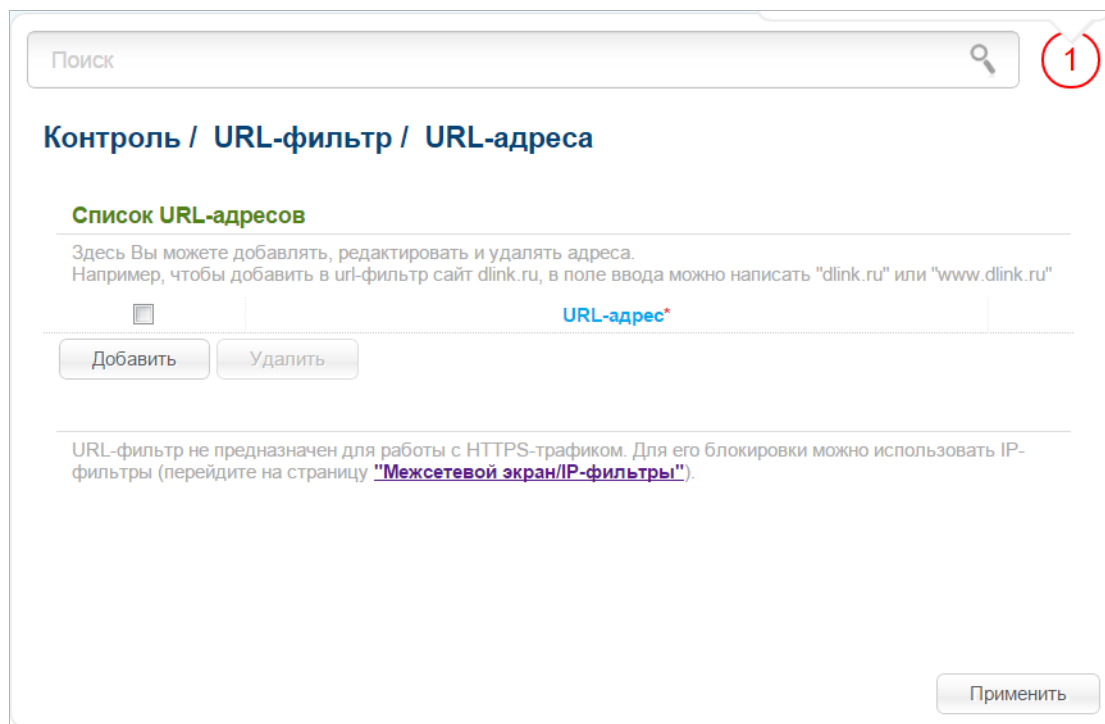 Поиск
1
Контроль / URL-фильтр / URL-адреса
Список URL-адресов
Здесь Вы можете добавлять, редактировать и удалять адреса.
Например, чтобы добавить в url-фильтр сайт dlink.ru, в поле ввода можно написать "dlink.ru" или "www.dlink.ru"
URL-адрес*
Добавить Удалить
URL-фильтр не предназначен для работы с HTTPS-трафиком. Для его блокировки можно использовать IP-
фильтры (перейдите на страницу "Межсетевой экран/IP-фильтры").
Применить